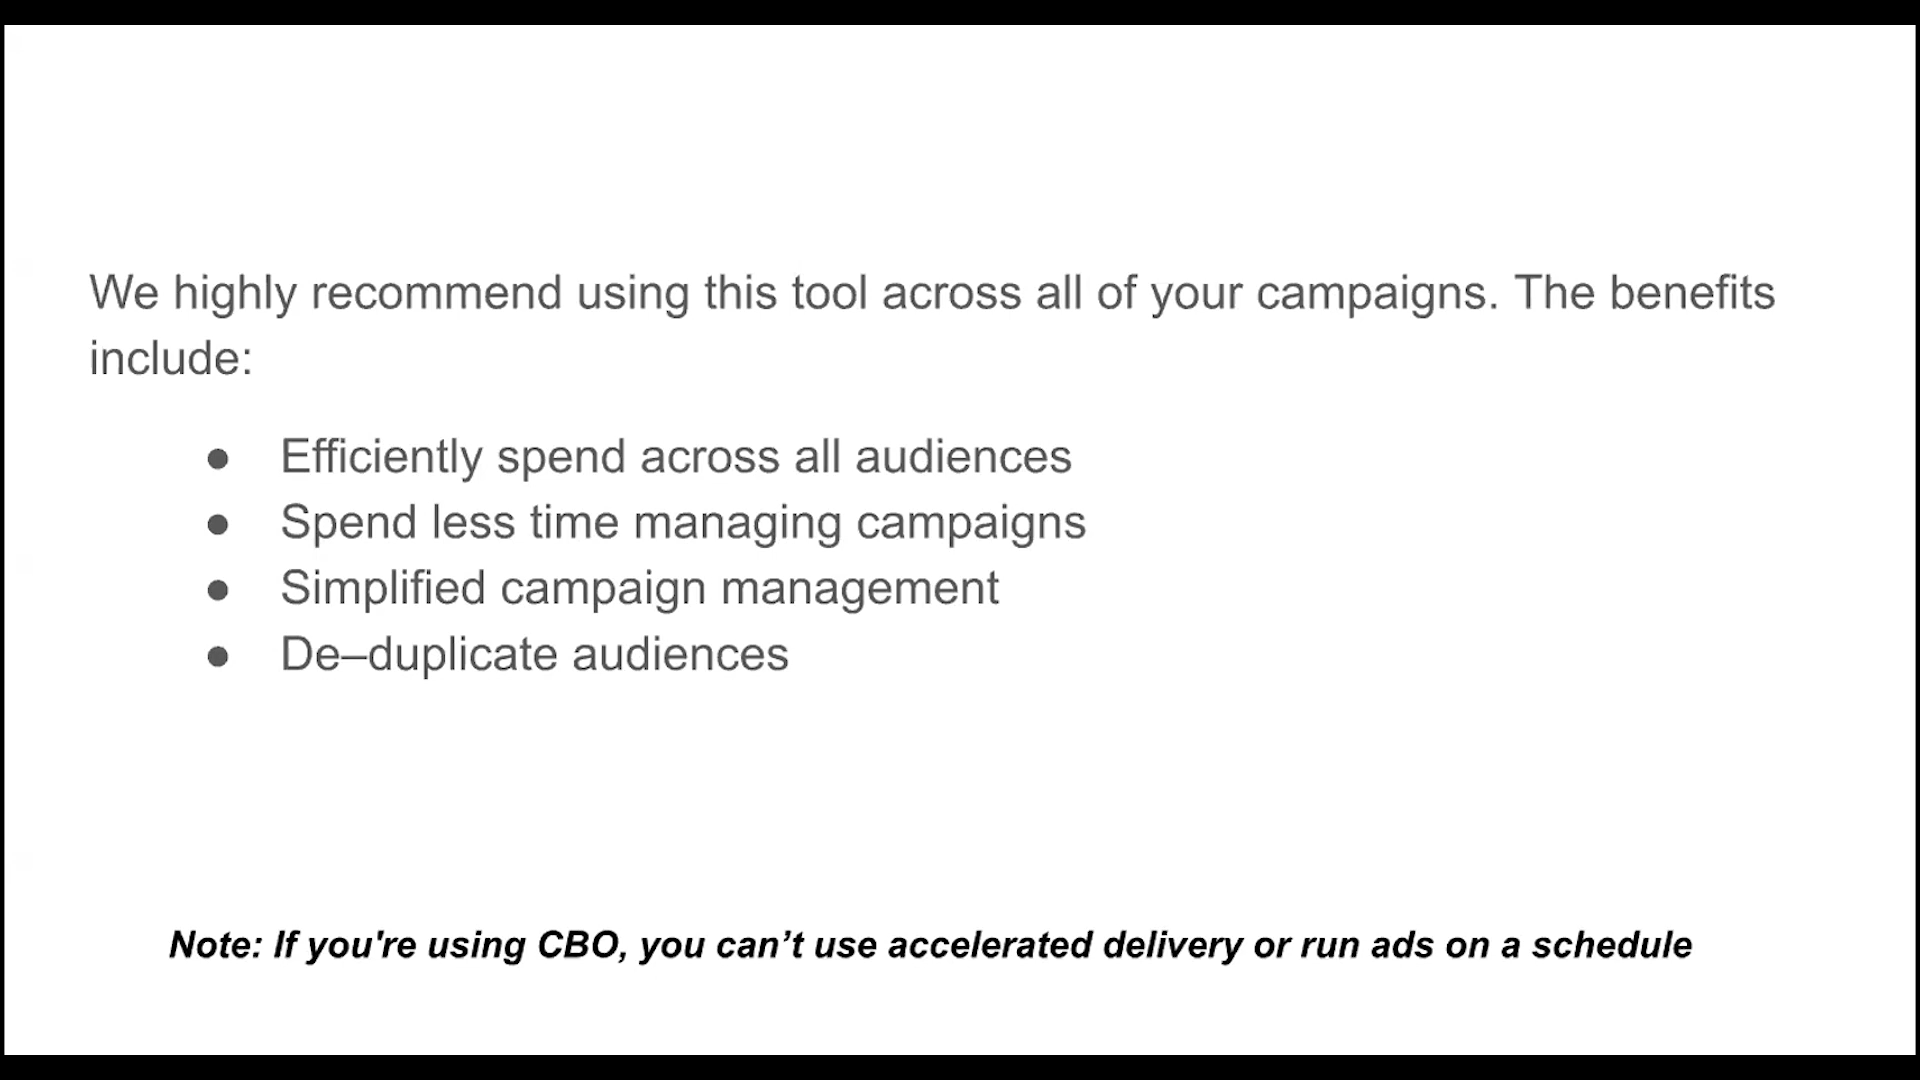 We highly recommend using this tool across all of your campaigns. The benefits
include:
● Efficiently spend across all audiences
● Spend less time managing campaigns
● Simplified campaign management
● De–duplicate audiences
Note: If you're using CBO, you can’t use accelerated delivery or run ads on a schedule